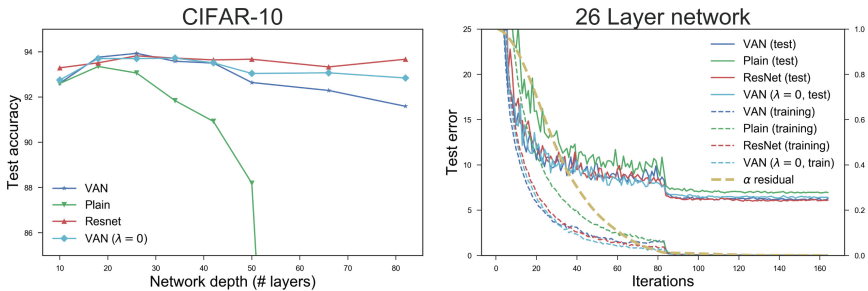 CIFAR-10
Test accuracy
94
92
90
88
86
VAN
Plain
Resnet
VAN (λ = 0)
10
20
30
40
50
60
70
80
Network depth (# layers)
26 Layer network
Test error
25
20
15
10
5
0
VAN (test)
Plain (test)
ResNet (test)
VAN (λ = 0, test)
VAN (training)
Plain (training)
ResNet (training)
VAN (λ = 0, train)
α residual
1.0
0.8
0.6
0.4
0.2
0.0
0
20
40
60
80
100
120
140
160
Iterations